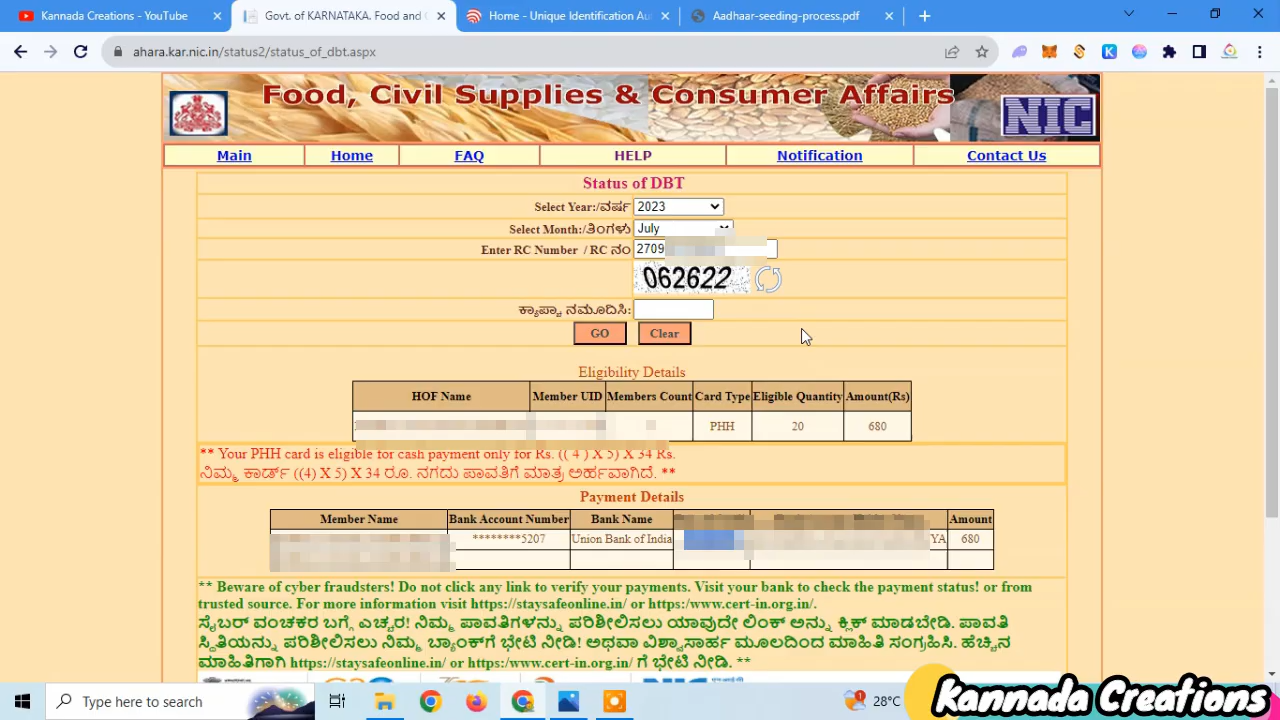 Kannada Creations - YouTube
Govt. of KARNATAKA. Food and
Home - Unique Identification Au
Aadhaar-seeding-process.pdf
ahara.kar.nic.in/status2/status_of_dbt.aspx
Food, Civil Supplies & Consumer Affairs
NIC
Main Home FAQ HELP Notification Contact Us
Status of DBT
Select Year:/ವರ್ಷ 2023
Select Month:/ತಿಂಗಳು July
Enter RC Number / RC ನಂ 2709
062622
ಕ್ಯಾಪ್ಚಾ ನಮೂದಿಸಿ:
GO Clear
Eligibility Details
HOF Name Member UID Members Count Card Type Eligible Quantity Amount(Rs)
PHH 20 680
** Your PHH card is eligible for cash payment only for Rs. (( 4 ) X 5) X 34 Rs.
ನಿಮ್ಮ ಕಾರ್ಡ್ ((4) X 5) X 34 ರೂ. ನಗದು ಪಾವತಿಗೆ ಮಾತ್ರ ಅರ್ಹವಾಗಿದೆ. **
Payment Details
Member Name Bank Account Number Bank Name Amount
********5207 Union Bank of India YA 680
** Beware of cyber fraudsters! Do not click any link to verify your payments. Visit your bank to check the payment status! or from
trusted source. For more information visit https://staysafeonline.in/ or https:/www.cert-in.org.in/.
ಸೈಬರ್ ವಂಚಕರ ಬಗ್ಗೆ ಎಚ್ಚರ! ನಿಮ್ಮ ಪಾವತಿಗಳನ್ನು ಪರಿಶೀಲಿಸಲು ಯಾವುದೇ ಲಿಂಕ್ ಅನ್ನು ಕ್ಲಿಕ್ ಮಾಡಬೇಡಿ. ಪಾವತಿ
ಸ್ಥಿತಿಯನ್ನು ಪರಿಶೀಲಿಸಲು ನಿಮ್ಮ ಬ್ಯಾಂಕ್‌ಗೆ ಭೇಟಿ ನೀಡಿ! ಅಥವಾ ವಿಶ್ವಾಸಾರ್ಹ ಮೂಲದಿಂದ ಮಾಹಿತಿ ಸಂಗ್ರಹಿಸಿ. ಹೆಚ್ಚಿನ
ಮಾಹಿತಿಗಾಗಿ https://staysafeonline.in/ or https:/www.cert-in.org.in/ ಗೆ ಭೇಟಿ ನೀಡಿ. **
Type here to search
28°C
Kannada Creations